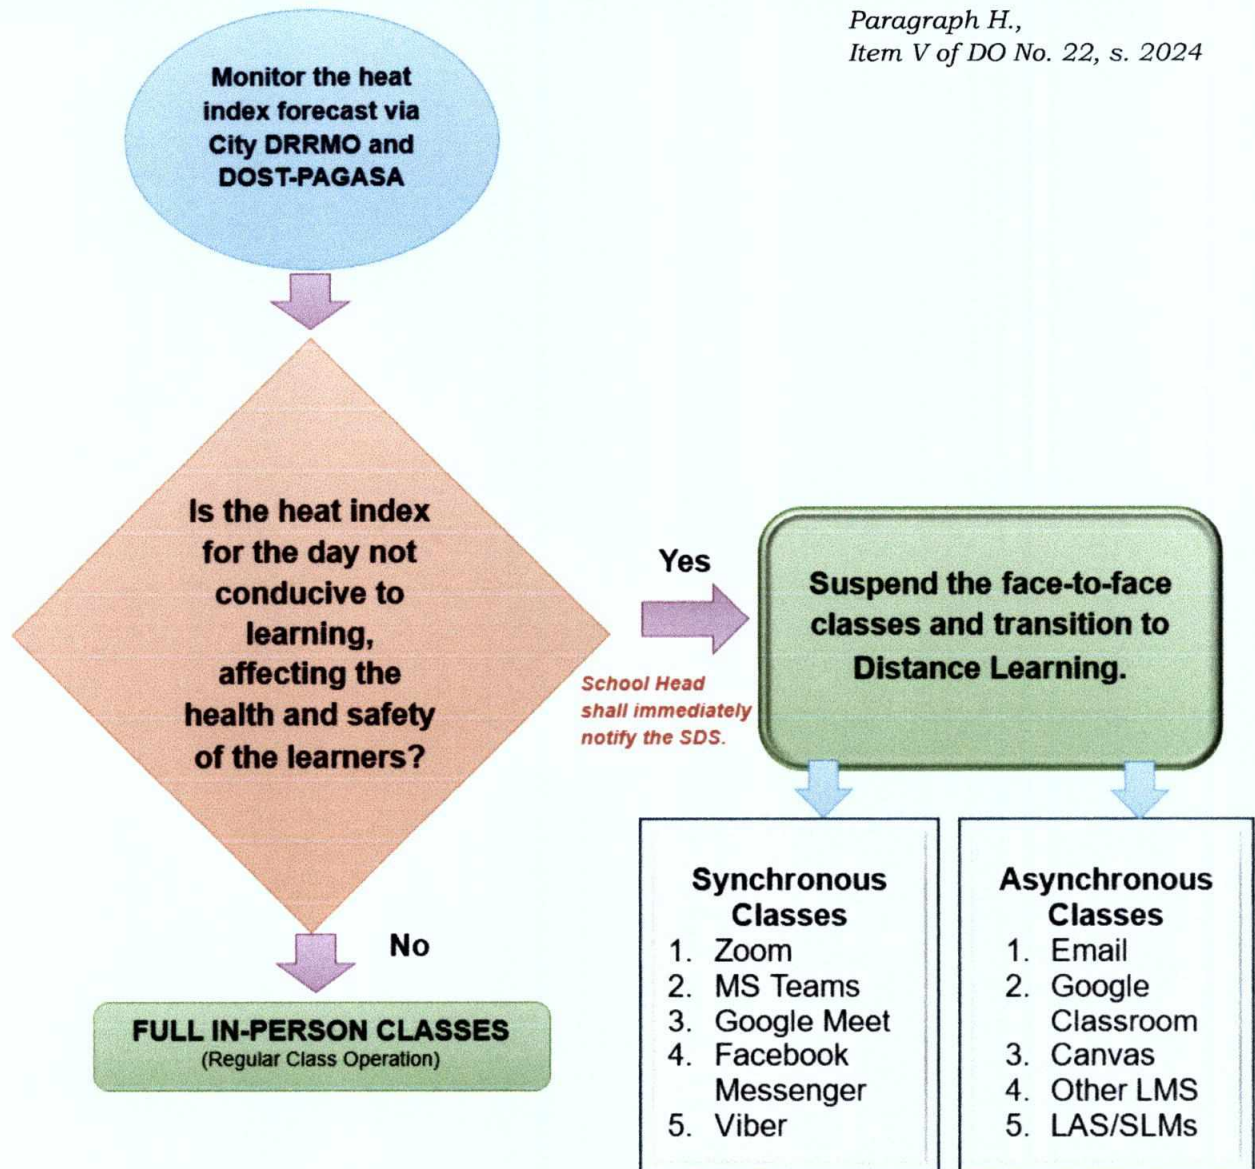 Paragraph H.,
Item V of DO No. 22, s. 2024
Monitor the heat
index forecast via
City DRRMO and
DOST-PAGASA
Is the heat index
for the day not
conducive to
learning,
affecting the
health and safety
of the learners?
Yes
School Head
shall immediately
notify the SDS.
Suspend the face-to-face
classes and transition to
Distance Learning.
No
FULL IN-PERSON CLASSES
(Regular Class Operation)
Synchronous
Classes
1. Zoom
2. MS Teams
3. Google Meet
4. Facebook
Messenger
5. Viber
Asynchronous
Classes
1. Email
2. Google
Classroom
3. Canvas
4. Other LMS
5. LAS/SLMs